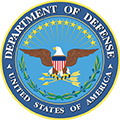 DEPARTMENT OF DEFENSE
UNITED STATES OF AMERICA